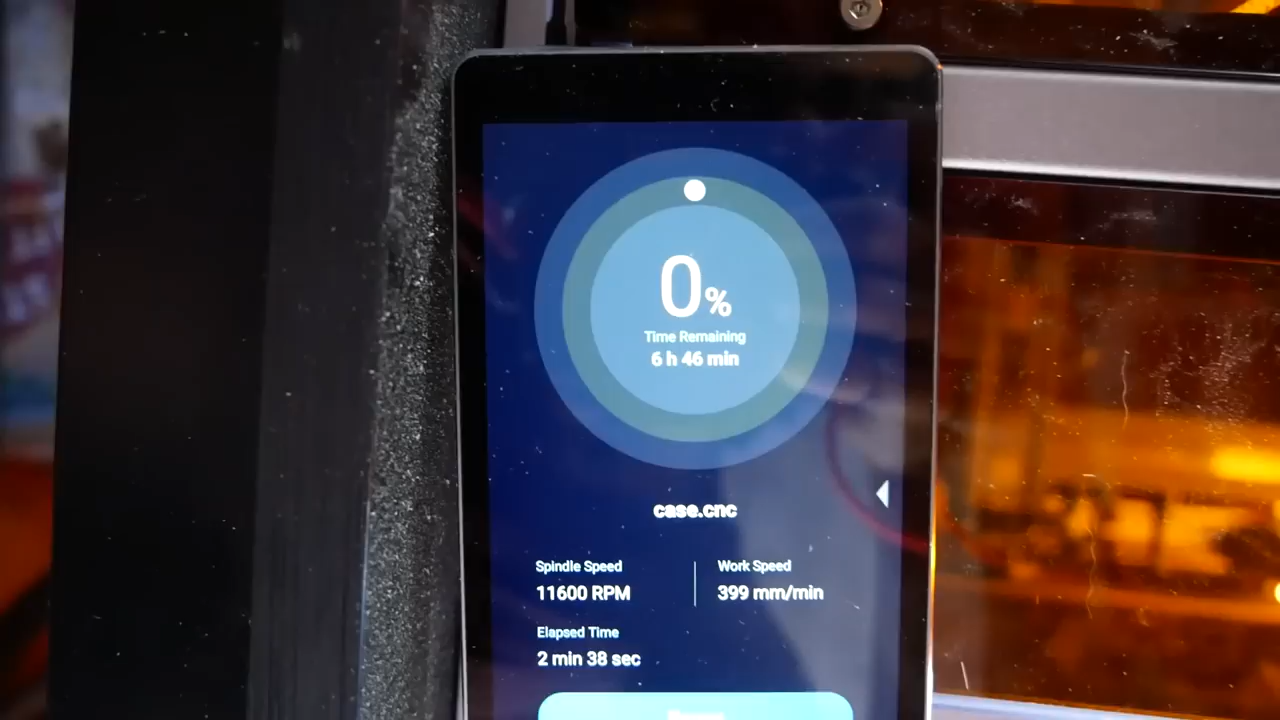 0%
Time Remaining
6 h 46 min
case.cnc
Spindle Speed
11600 RPM
Work Speed
399 mm/min
Elapsed Time
2 min 38 sec